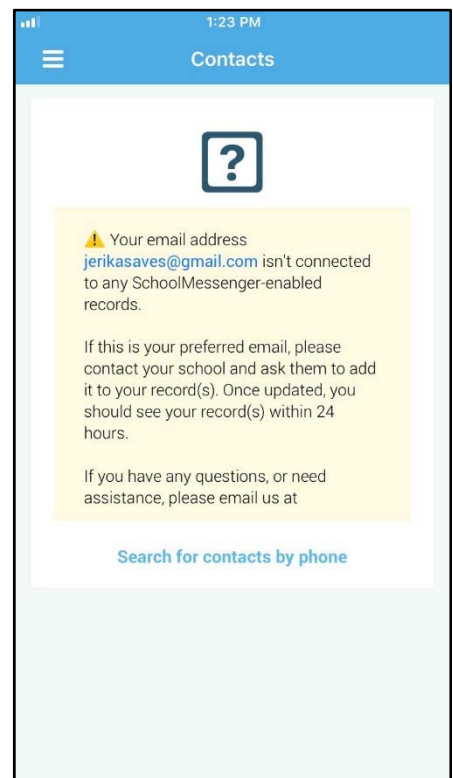 1:23 PM
Contacts
?
⚠ Your email address
jerikasaves@gmail.com isn't connected
to any SchoolMessenger-enabled
records.
If this is your preferred email, please
contact your school and ask them to add
it to your record(s). Once updated, you
should see your record(s) within 24
hours.
If you have any questions, or need
assistance, please email us at
Search for contacts by phone